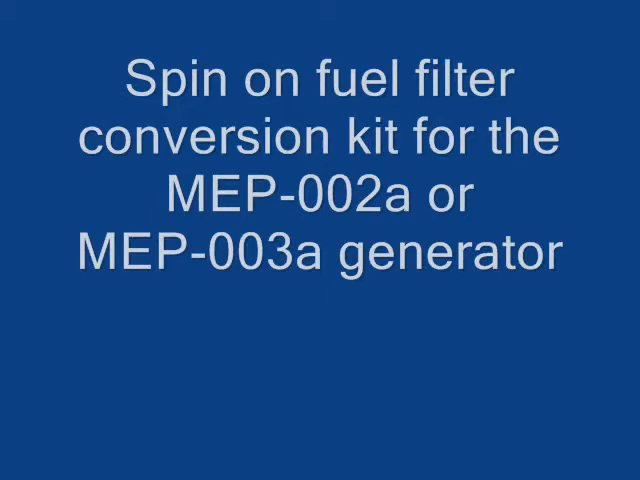 Spin on fuel filter
conversion kit for the
MEP-002a or
MEP-003a generator